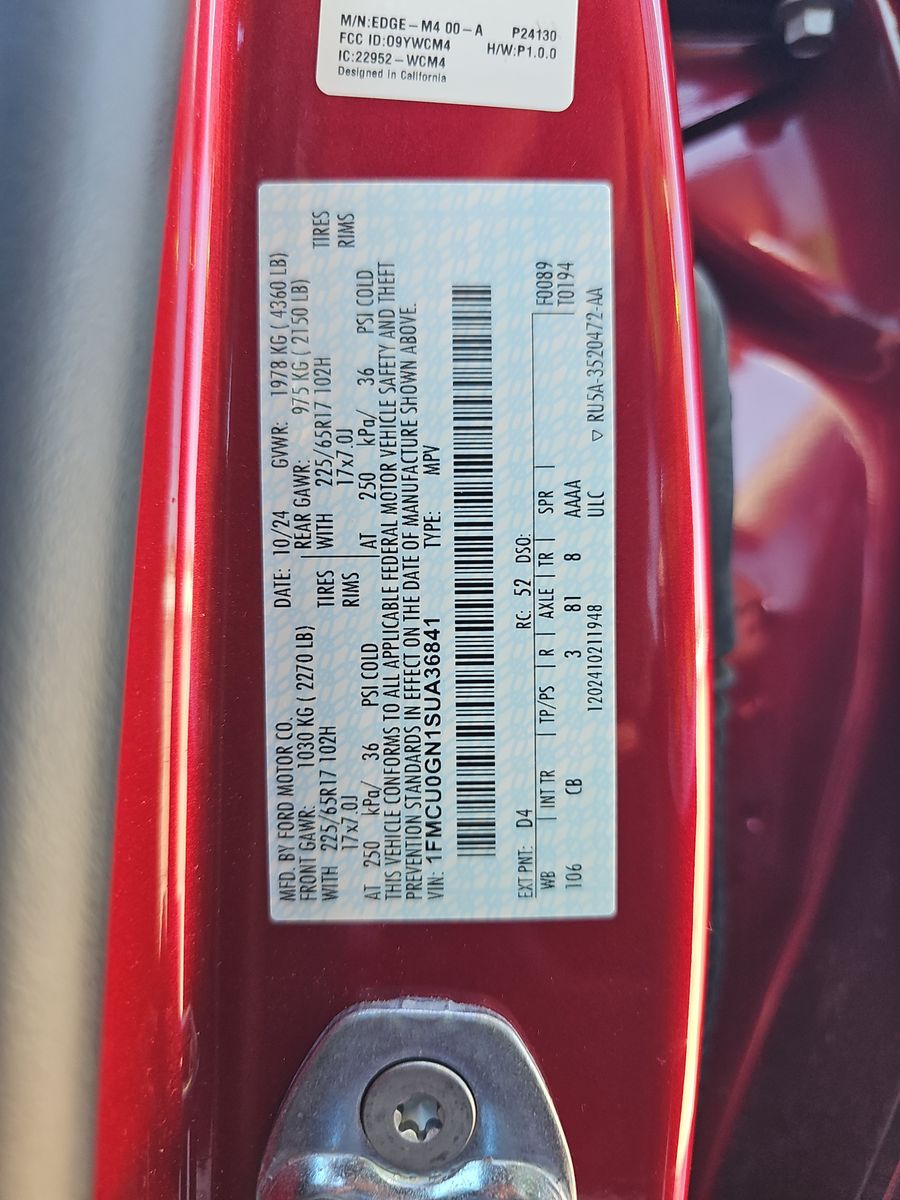 M/N:EDGE-M4 00-A P24130
FCC ID:O9YWCM4 H/W:P1.0.0
IC:22952-WCM4
Designed in California
MFD. BY FORD MOTOR CO. DATE: 10/24 GVWR: 1978 KG ( 4360 LB)
FRONT GAWR: 1030 KG ( 2270 LB) REAR GAWR: 975 KG ( 2150 LB)
WITH 225/65R17 102H TIRES WITH 225/65R17 102H TIRES
17x7.0J RIMS 17x7.0J RIMS
AT 250 kPa/ 36 PSI COLD AT 250 kPa/ 36 PSI COLD
THIS VEHICLE CONFORMS TO ALL APPLICABLE FEDERAL MOTOR VEHICLE SAFETY AND THEFT
PREVENTION STANDARDS IN EFFECT ON THE DATE OF MANUFACTURE SHOWN ABOVE.
VIN: 1FMCU0GN1SUA36841 TYPE: MPV
EXT PNT: D4 RC: 52 DSO: F0089
WB INT TR TP/PS R AXLE TR SPR T0194
106 CB 3 81 8 AAAA
1202410211948 ULC ▽ RU5A-3520472-AA